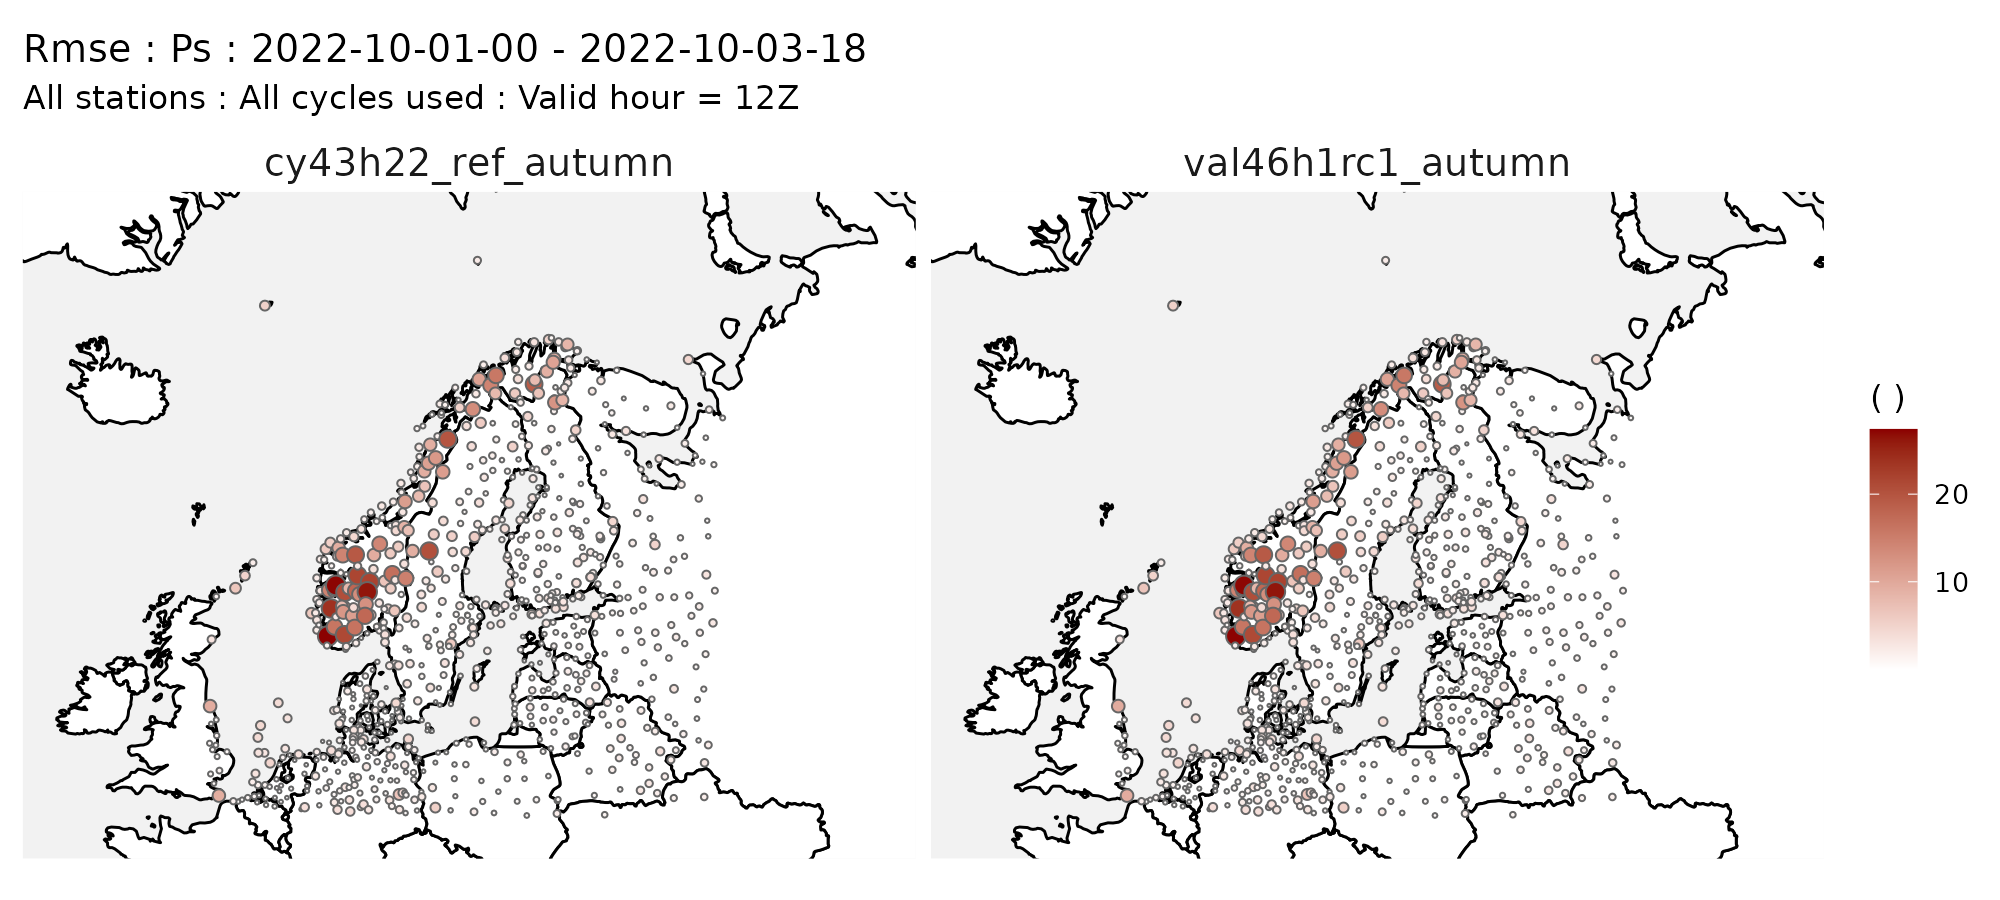 Rmse : Ps : 2022-10-01-00 - 2022-10-03-18
All stations : All cycles used : Valid hour = 12Z
cy43h22_ref_autumn
val46h1rc1_autumn
( )
20
10